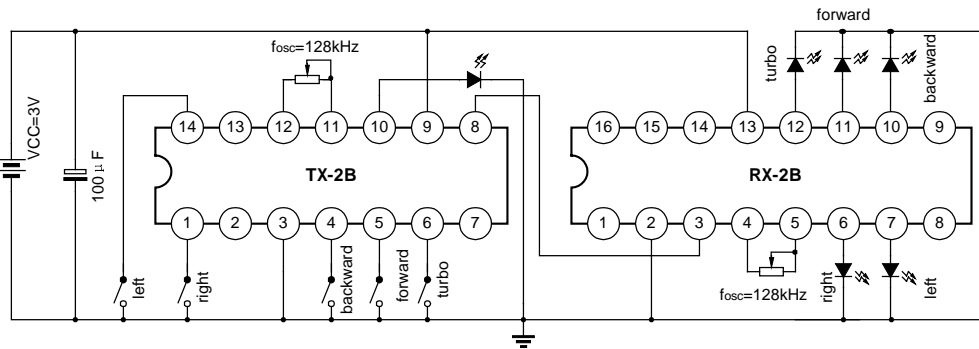 forward
fosc=128kHz
turbo
backward
VCC=3V
100 μF
14 13 12 11 10 9 8
16 15 14 13 12 11 10 9
TX-2B
RX-2B
1 2 3 4 5 6 7
1 2 3 4 5 6 7 8
left
right
backward
forward
turbo
fosc=128kHz
right
left